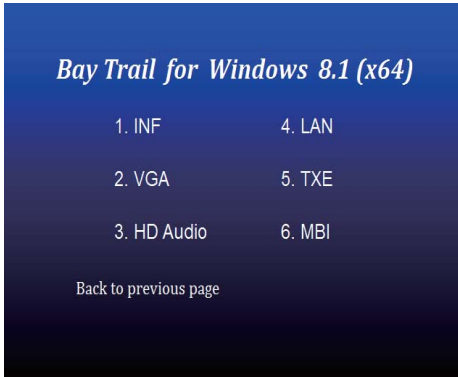 Bay Trail for Windows 8.1 (x64)
1. INF
4. LAN
2. VGA
5. TXE
3. HD Audio
6. MBI
Back to previous page